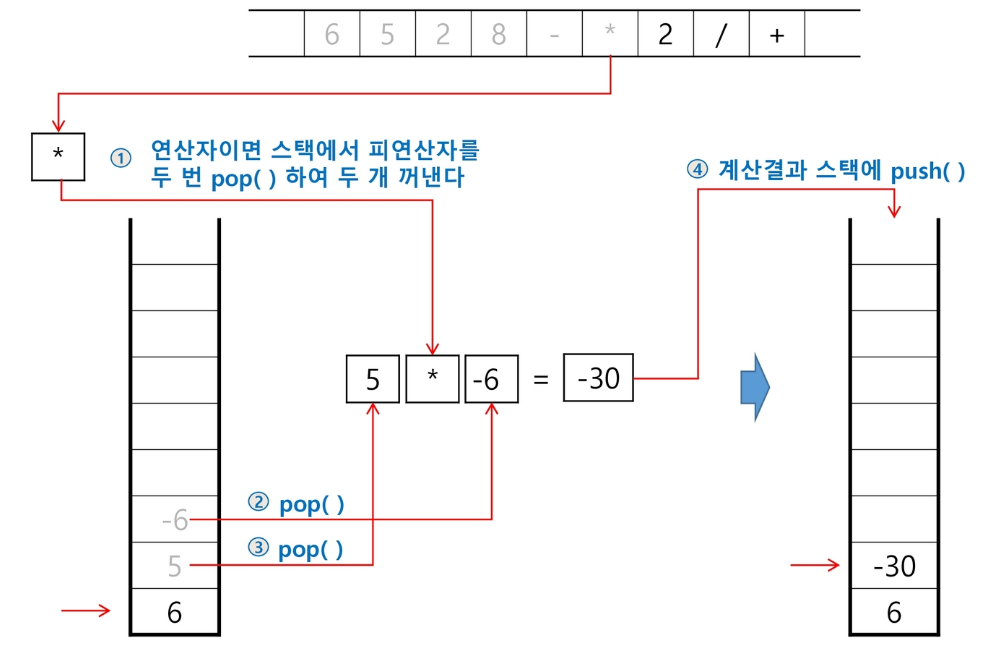 6 5 2 8 - * 2 / +
*
① 연산자이면 스택에서 피연산자를
두 번 pop( ) 하여 두 개 꺼낸다
④ 계산결과 스택에 push( )
5 * -6 = -30
② pop( )
-6
③ pop( )
5
6
-30
6